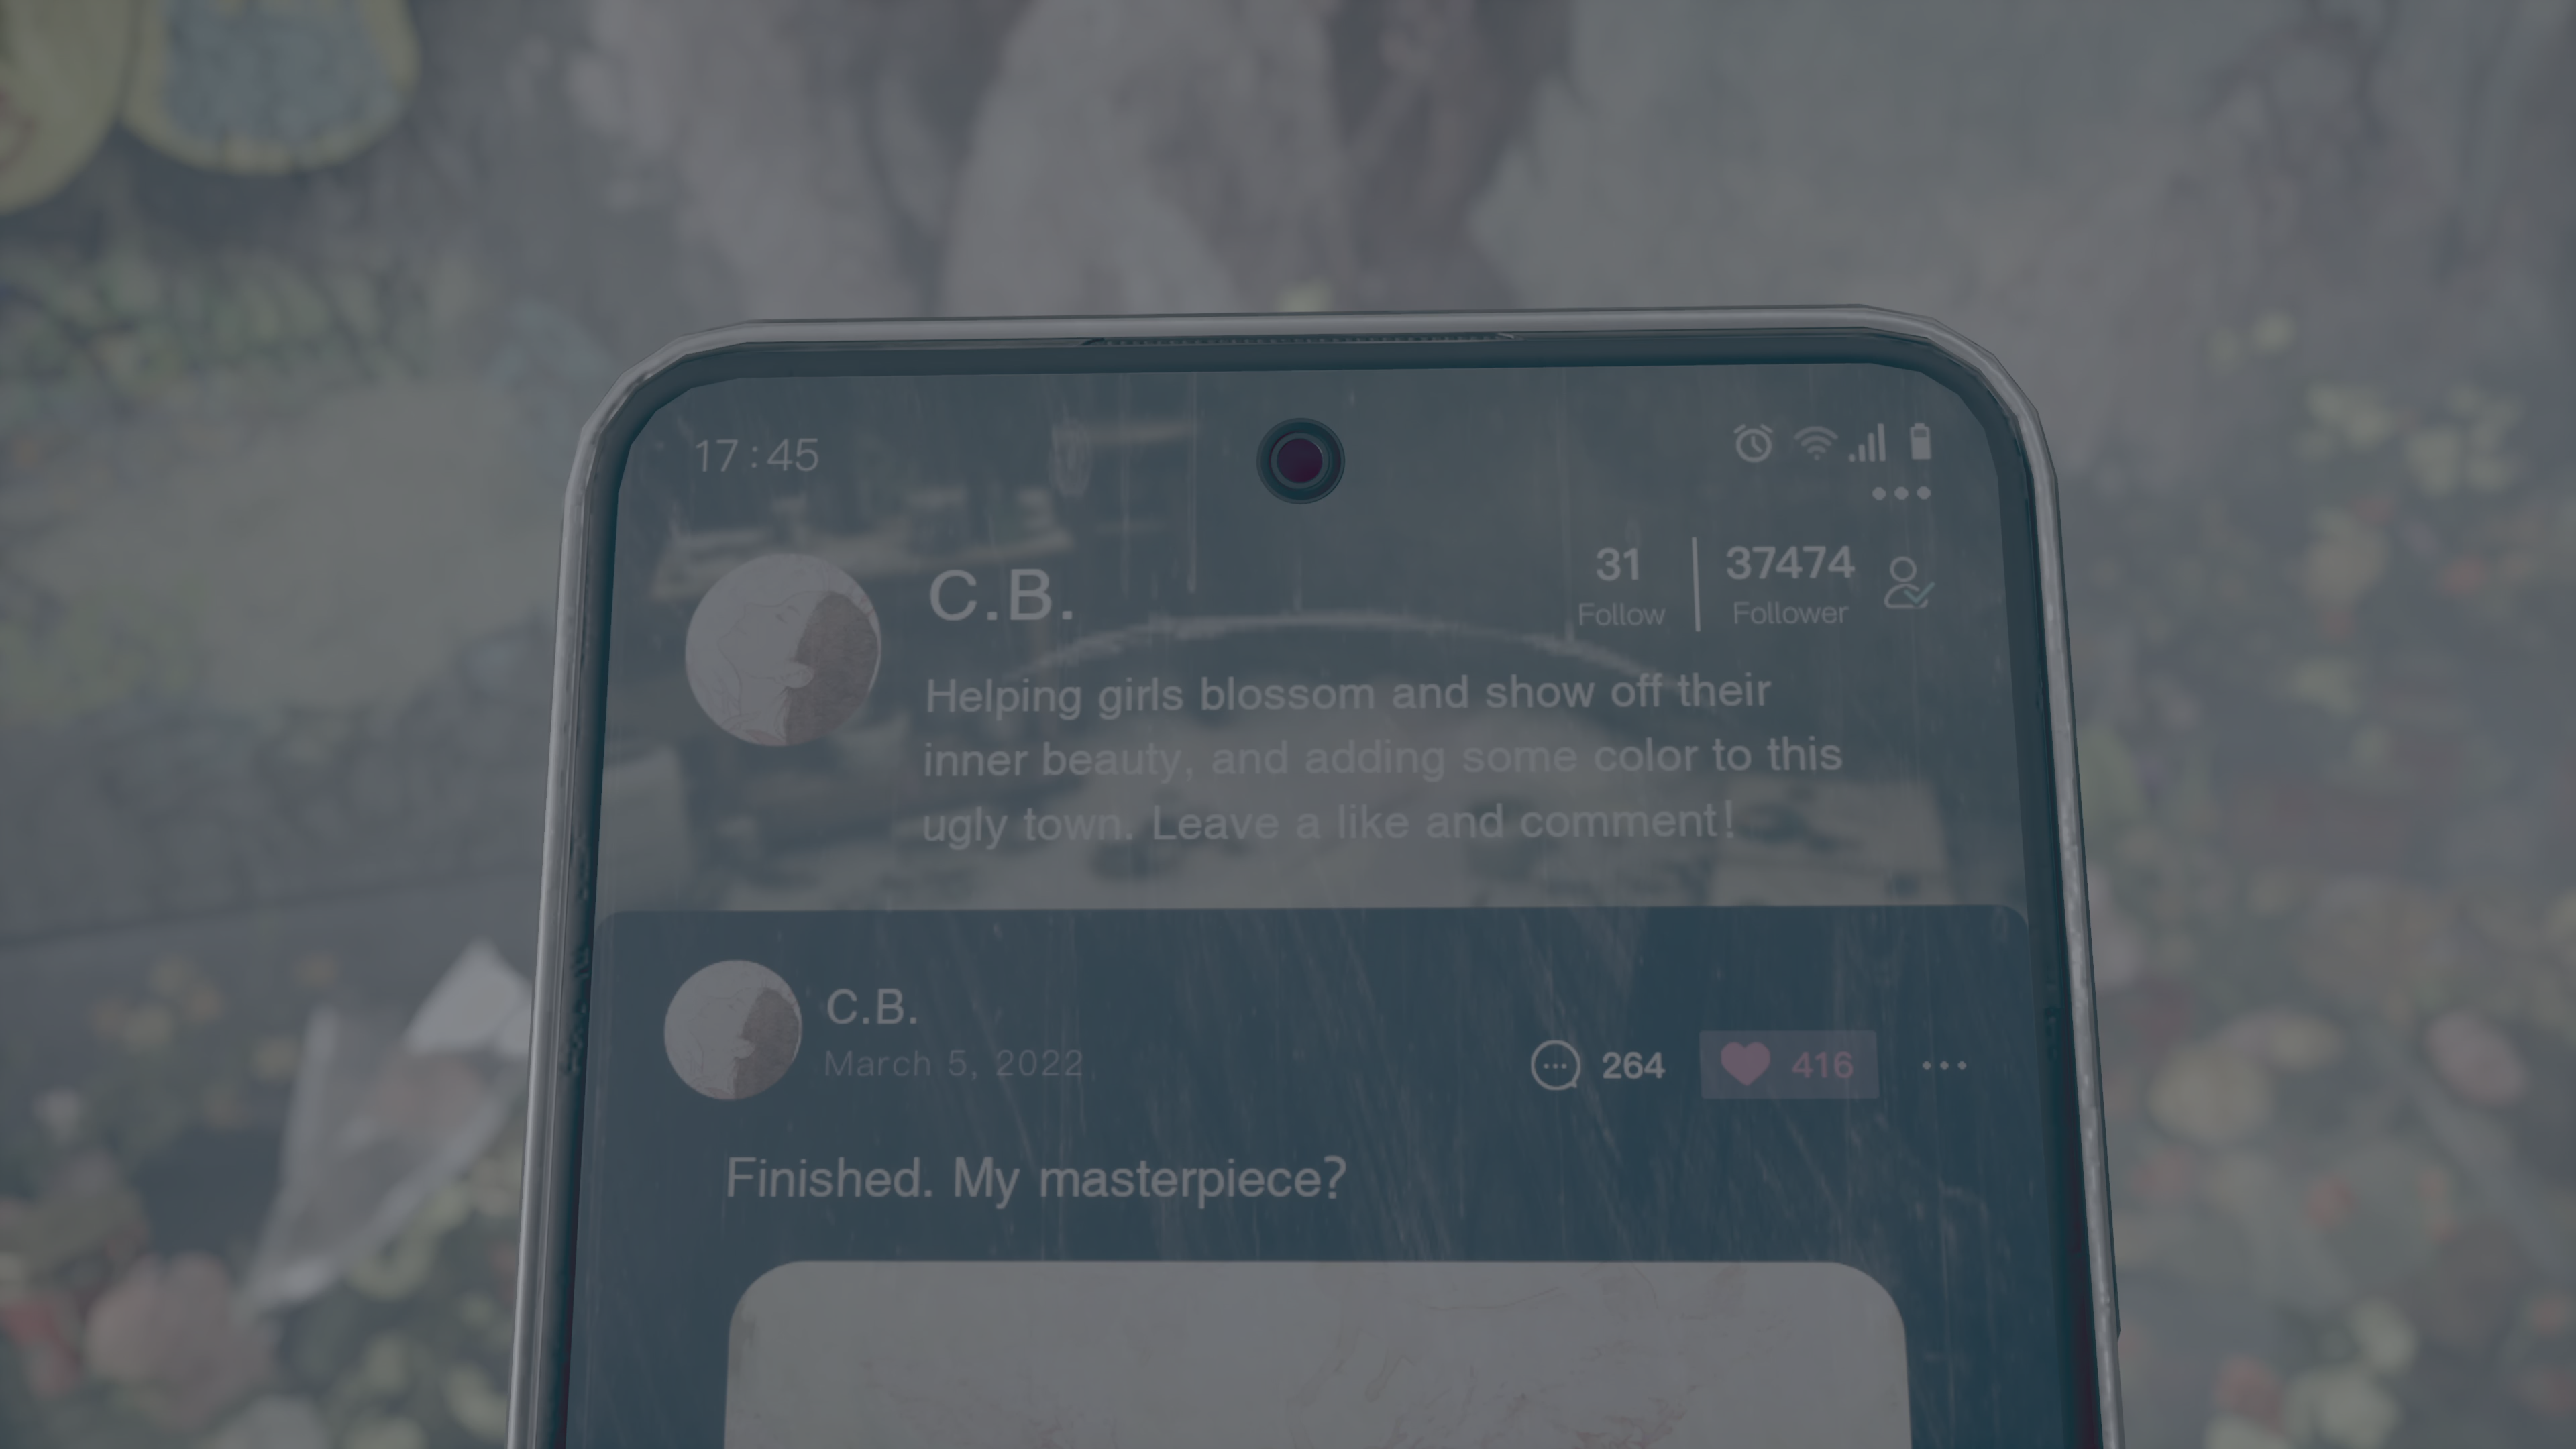 17:45
C.B.
31
Follow
37474
Follower
Helping girls blossom and show off their
inner beauty, and adding some color to this
ugly town. Leave a like and comment!
C.B.
March 5, 2022
264
416
Finished. My masterpiece?